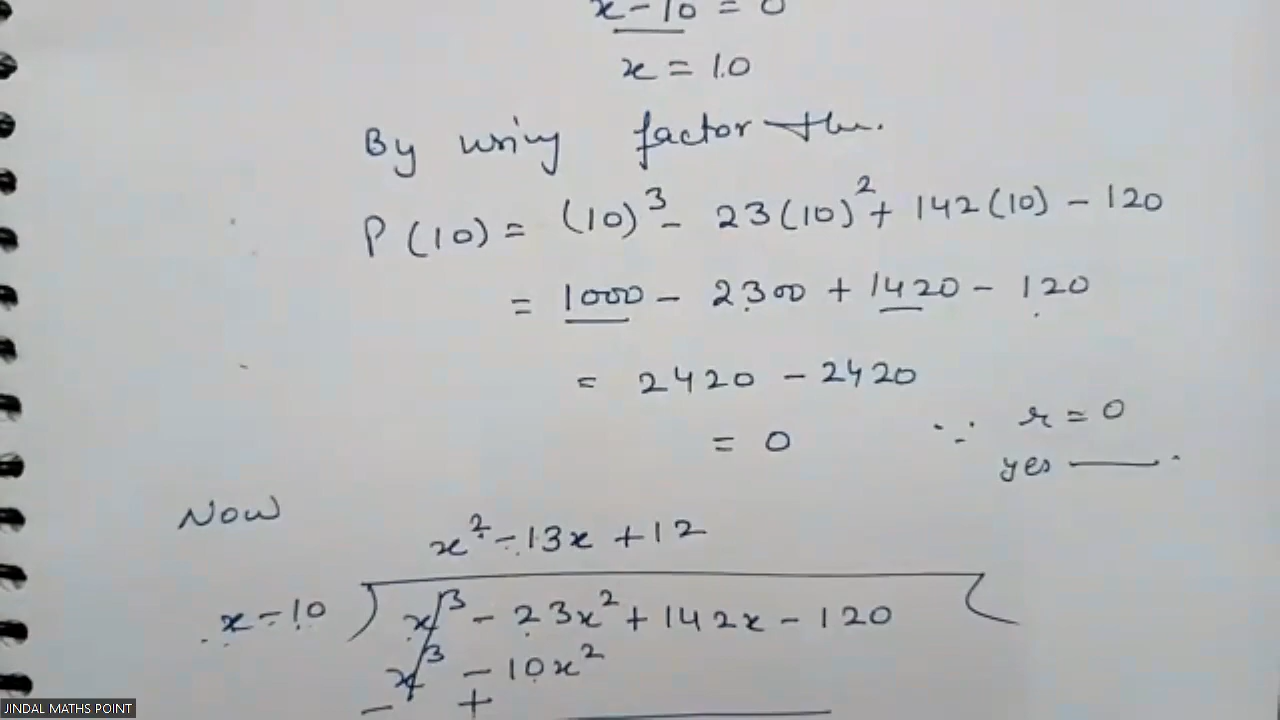 x - 10 = 0
x = 10
By using factor thm.
P(10) = (10)³ - 23(10)² + 142(10) - 120
= 1000 - 2300 + 1420 - 120
= 2420 - 2420
= 0
∵ r = 0
yes —.
Now
x² - 13x + 12
x - 10 ) x³ - 23x² + 142x - 120
x³ - 10x²
- +
JINDAL MATHS POINT